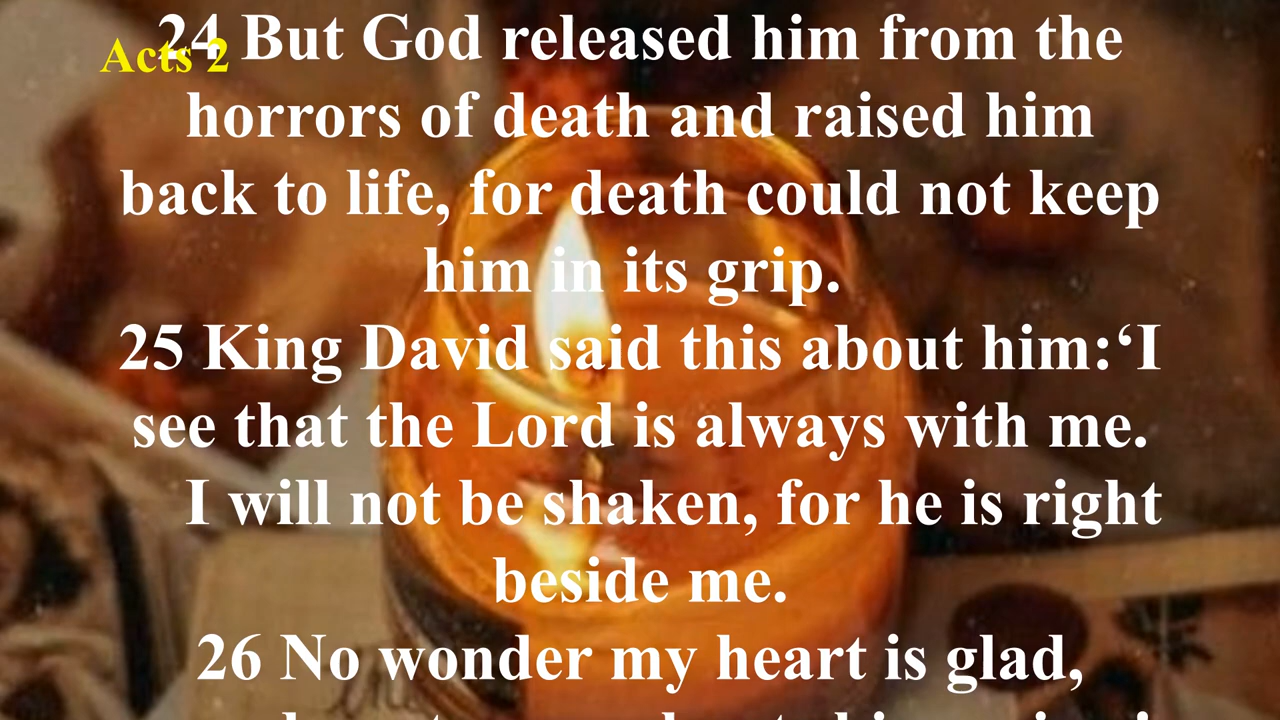 Acts 2
24 But God released him from the
horrors of death and raised him
back to life, for death could not keep
him in its grip.
25 King David said this about him:‘I
see that the Lord is always with me.
I will not be shaken, for he is right
beside me.
26 No wonder my heart is glad,